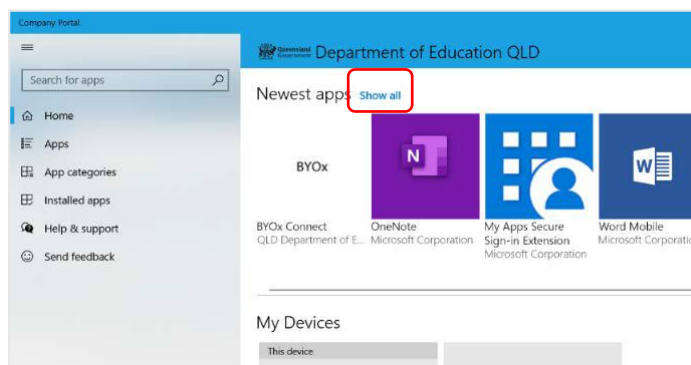 Company Portal
Search for apps
Home
Apps
App categories
Installed apps
Help & support
Send feedback
Queensland
Government
Department of Education QLD
Newest apps Show all
BYOx
N
W
BYOx Connect
QLD Department of E...
OneNote
Microsoft Corporation
My Apps Secure
Sign-in Extension
Microsoft Corporation
Word Mobile
Microsoft Corporatio
My Devices
This device